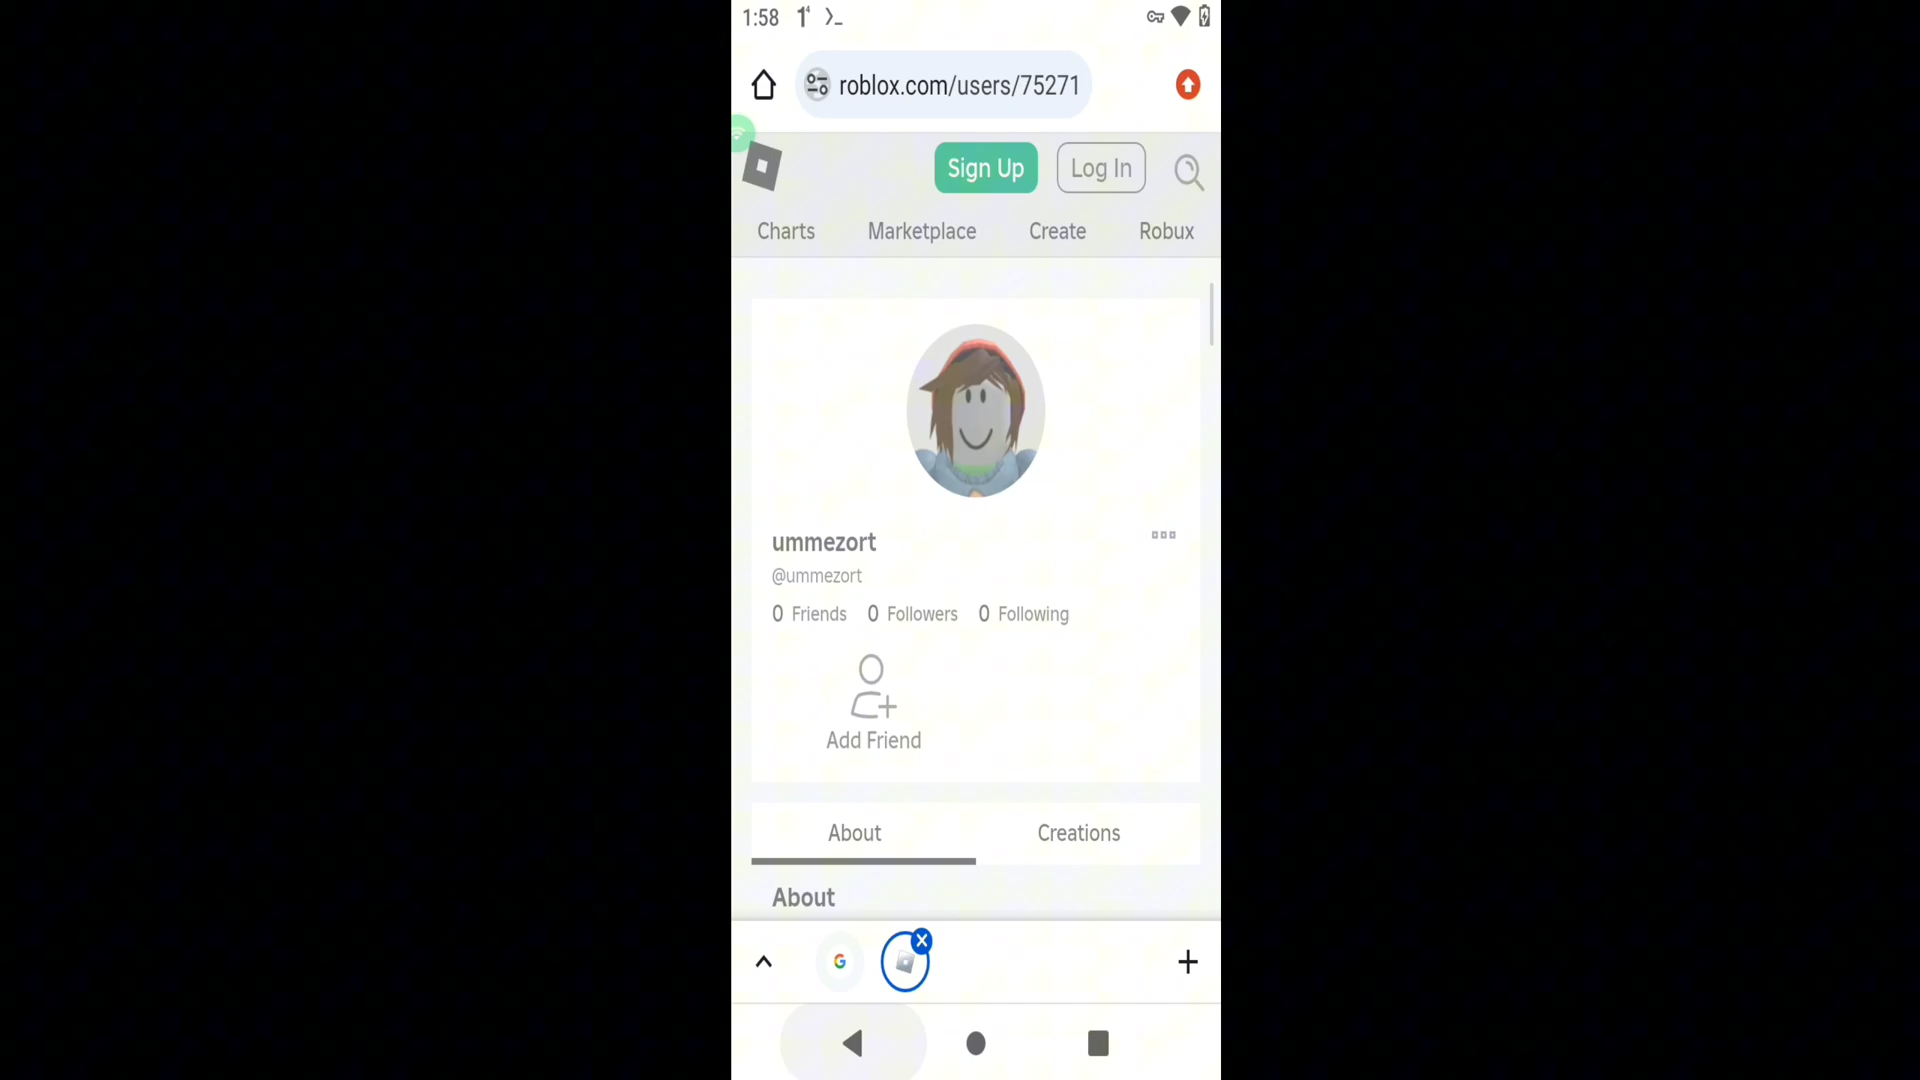 1:58
roblox.com/users/75271
Sign Up
Log In
Charts
Marketplace
Create
Robux
ummezort
@ummezort
0 Friends 0 Followers 0 Following
Add Friend
About
Creations
About